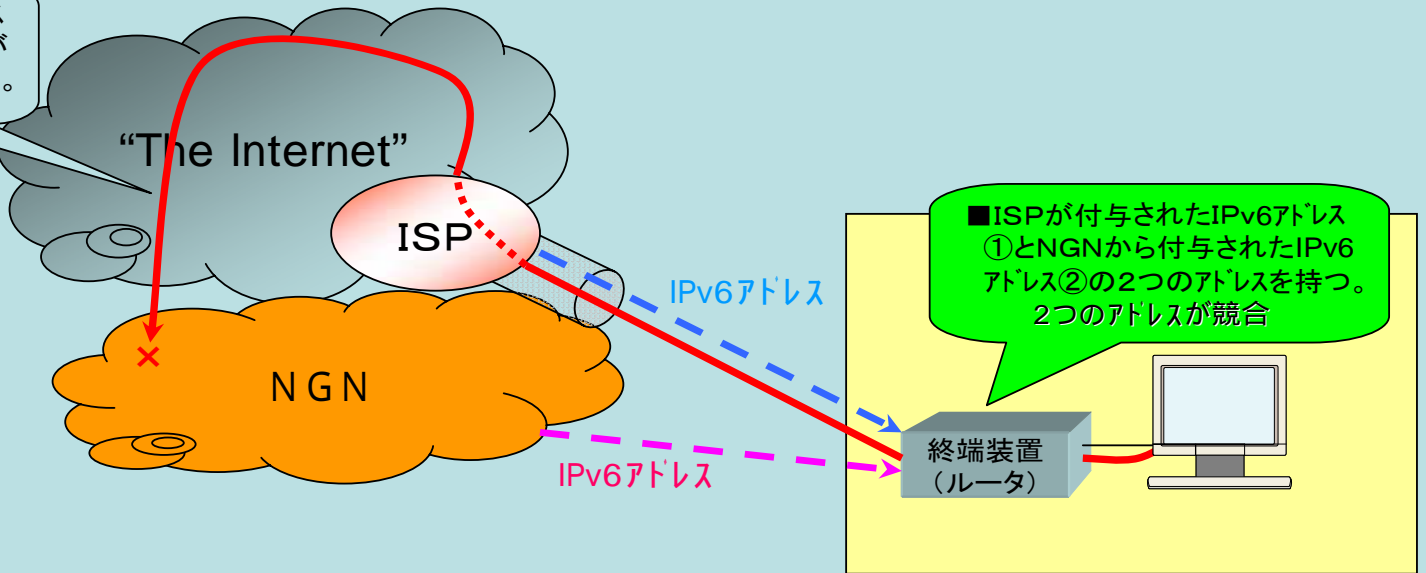 ス
が
。
“The Internet”
ISP
NGN
IPv6ｱﾄﾞﾚｽ
IPv6ｱﾄﾞﾚｽ
■ISPが付与されたIPv6ｱﾄﾞﾚｽ
①とNGNから付与されたIPv6
ｱﾄﾞﾚｽ②の２つのｱﾄﾞﾚｽを持つ。
２つのｱﾄﾞﾚｽが競合
終端装置
（ルータ）